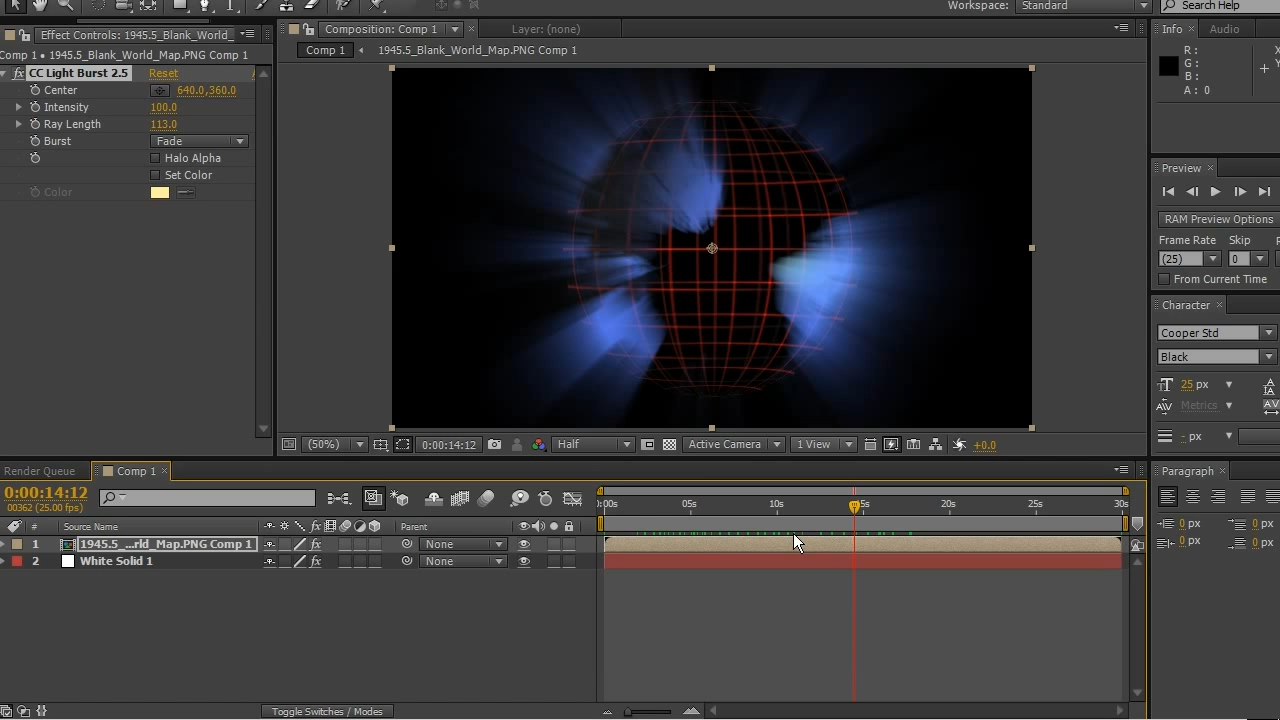 Workspace: Standard Search Help
Effect Controls: 1945.5_Blank_World_
Comp 1 • 1945.5_Blank_World_Map.PNG Comp 1
fx CC Light Burst 2.5 Reset
Center 640.0,360.0
Intensity 100.0
Ray Length 113.0
Burst Fade
Halo Alpha
Set Color
Color
Composition: Comp 1
Layer: (none)
Comp 1 1945.5_Blank_World_Map.PNG Comp 1
(50%) 0:00:14:12 Half Active Camera 1 View +0.0
Info Audio
R :
G :
B :
A : 0
X
Preview
RAM Preview Options
Frame Rate Skip
(25) 0
From Current Time
Character
Cooper Std
Black
25 px
Metrics
- px
Paragraph
0 px 0 px
0 px 0 px
Render Queue Comp 1
0:00:14:12
00362 (25.00 fps)
# Source Name fx Parent
1 1945.5_...rld_Map.PNG Comp 1 fx None
2 White Solid 1 fx None
):00s 05s 10s 5s 20s 25s 30s
Toggle Switches / Modes